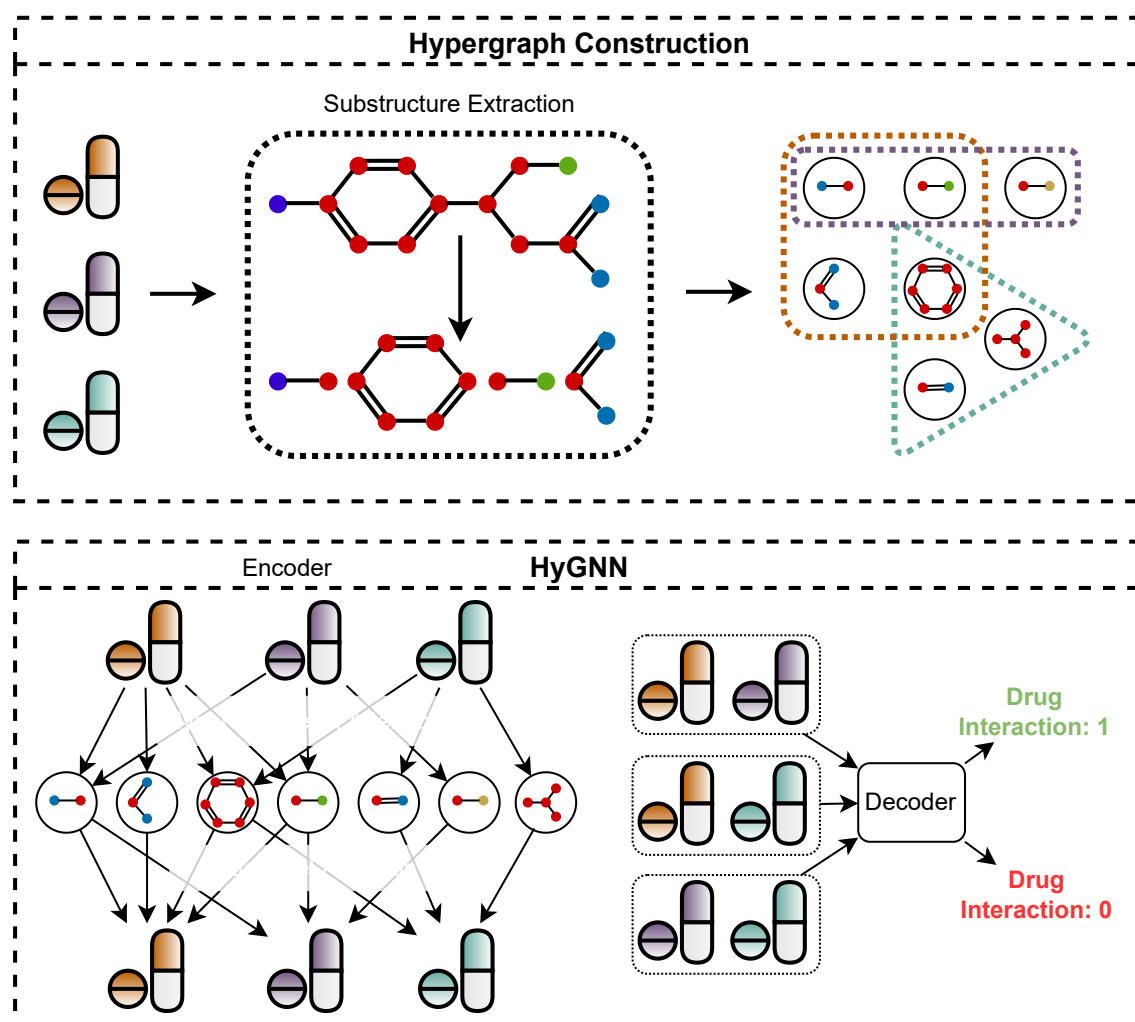 Hypergraph Construction
Substructure Extraction
Encoder
HyGNN
Drug
Interaction: 1
Decoder
Drug
Interaction: 0